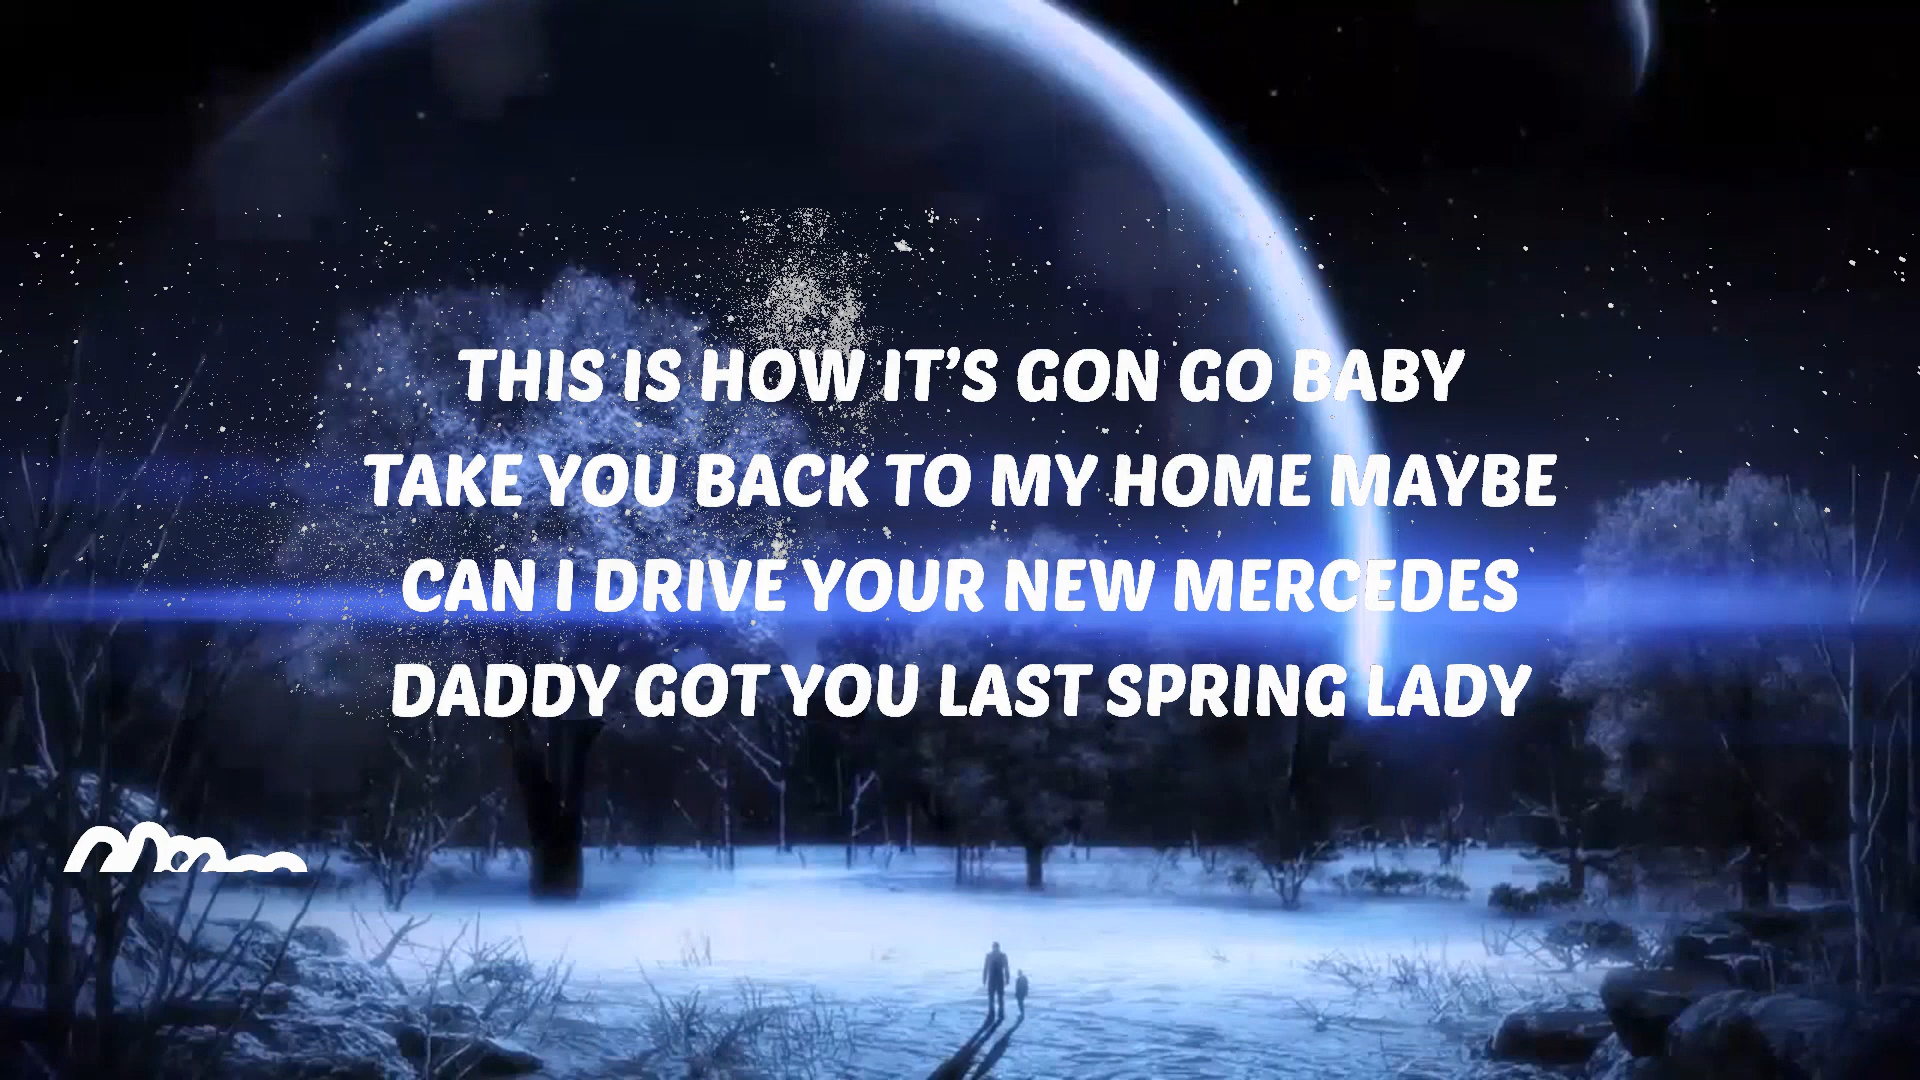 THIS IS HOW IT’S GON GO BABY
TAKE YOU BACK TO MY HOME MAYBE
CAN I DRIVE YOUR NEW MERCEDES
DADDY GOT YOU LAST SPRING LADY